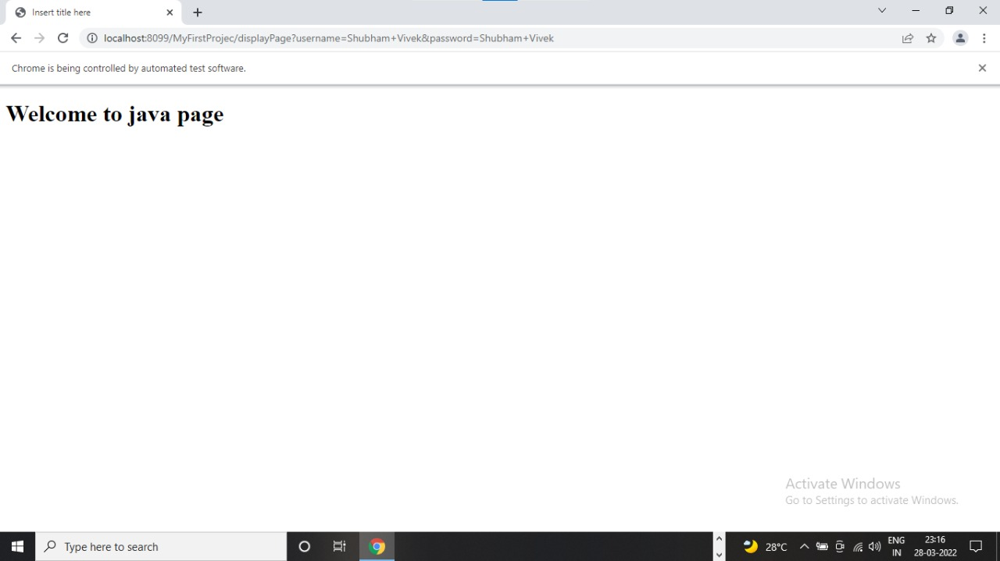 Insert title here
localhost:8099/MyFirstProjec/displayPage?username=Shubham+Vivek&password=Shubham+Vivek
Chrome is being controlled by automated test software.
Welcome to java page
Activate Windows
Go to Settings to activate Windows.
Type here to search
28°C
ENG
IN
23:16
28-03-2022